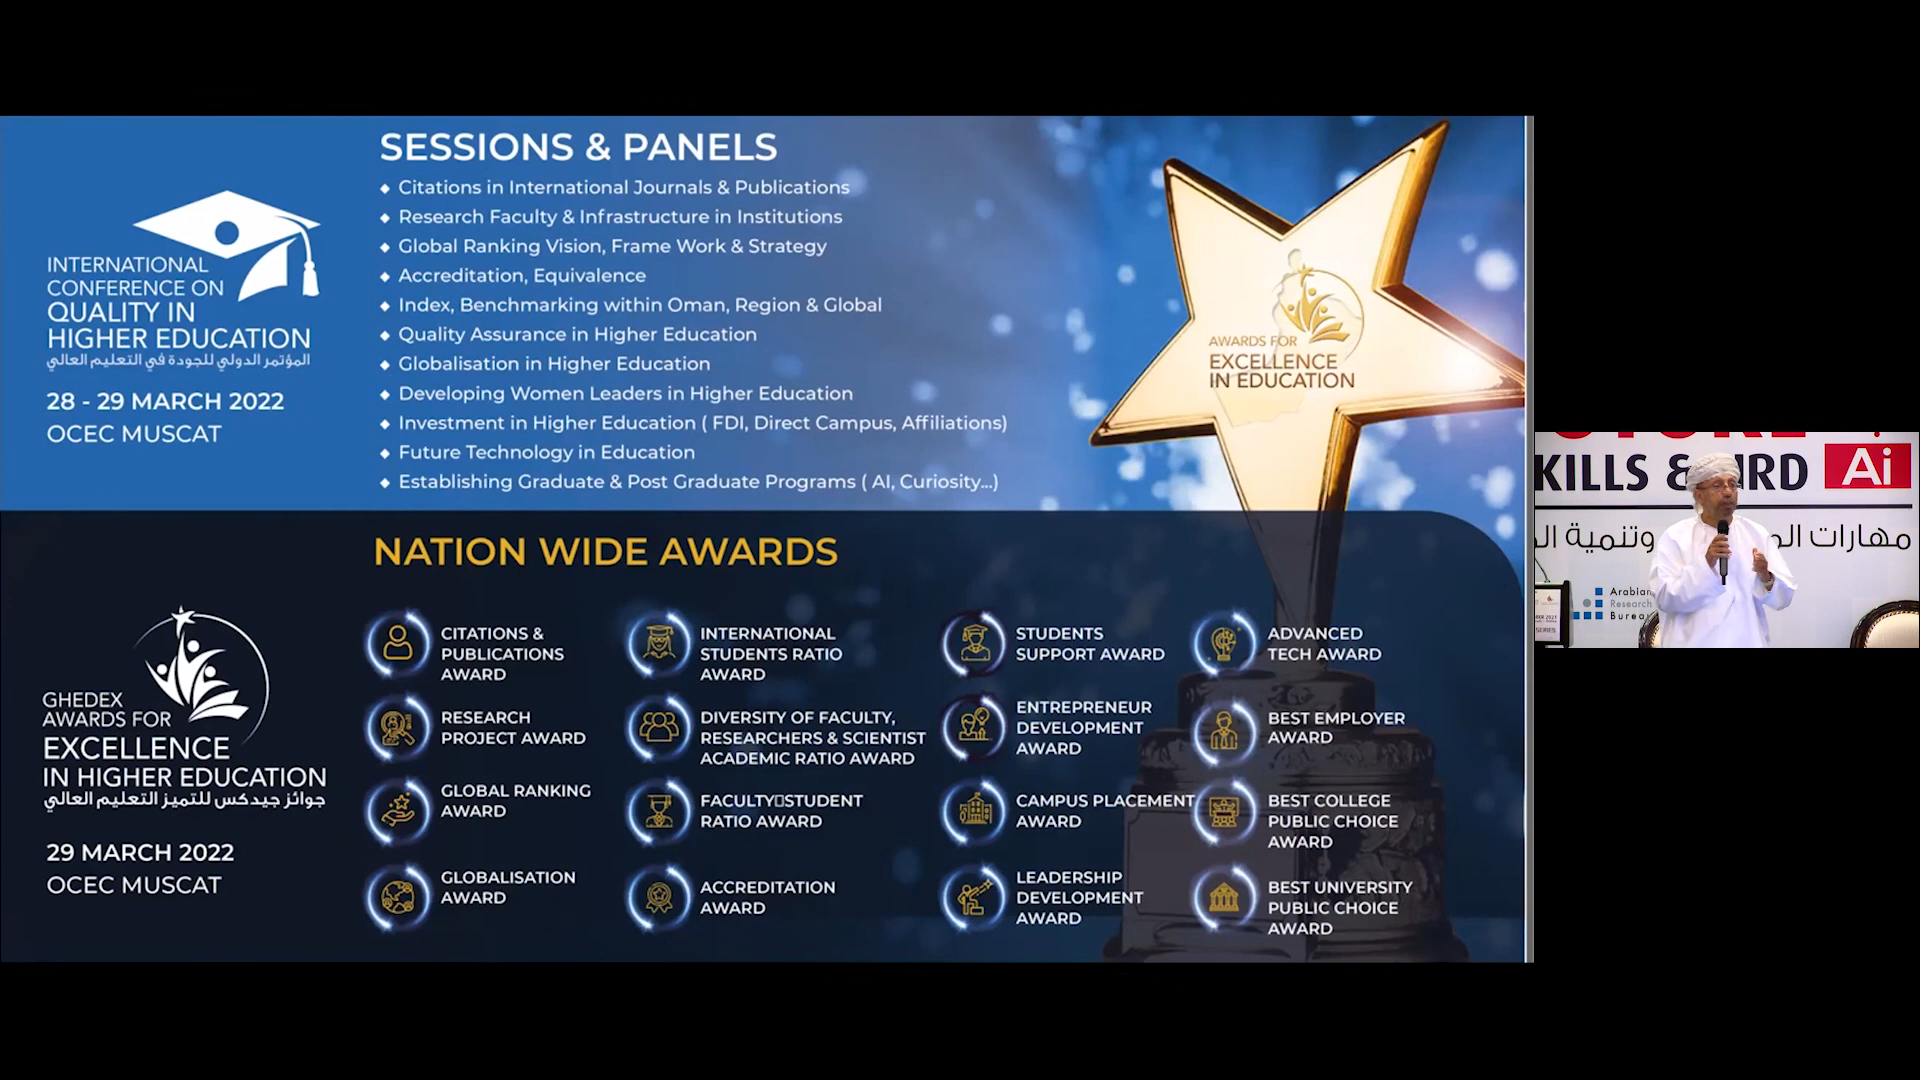 SESSIONS & PANELS
Citations in International Journals & Publications
Research Faculty & Infrastructure in Institutions
Global Ranking Vision, Frame Work & Strategy
Accreditation, Equivalence
Index, Benchmarking within Oman, Region & Global
Quality Assurance in Higher Education
Globalisation in Higher Education
Developing Women Leaders in Higher Education
Investment in Higher Education ( FDI, Direct Campus, Affiliations)
Future Technology in Education
Establishing Graduate & Post Graduate Programs ( AI, Curiosity...)
INTERNATIONAL
CONFERENCE ON
QUALITY IN
HIGHER EDUCATION
المؤتمر الدولي للجودة في التعليم العالي
28 - 29 MARCH 2022
OCEC MUSCAT
AWARDS FOR
EXCELLENCE
IN EDUCATION
NATION WIDE AWARDS
GHEDEX
AWARDS FOR
EXCELLENCE
IN HIGHER EDUCATION
جوائز جيدكس للتميز التعليم العالي
29 MARCH 2022
OCEC MUSCAT
CITATIONS &
PUBLICATIONS
AWARD
RESEARCH
PROJECT AWARD
GLOBAL RANKING
AWARD
GLOBALISATION
AWARD
INTERNATIONAL
STUDENTS RATIO
AWARD
DIVERSITY OF FACULTY,
RESEARCHERS & SCIENTIST
ACADEMIC RATIO AWARD
FACULTY▯STUDENT
RATIO AWARD
ACCREDITATION
AWARD
STUDENTS
SUPPORT AWARD
ENTREPRENEUR
DEVELOPMENT
AWARD
CAMPUS PLACEMENT
AWARD
LEADERSHIP
DEVELOPMENT
AWARD
ADVANCED
TECH AWARD
BEST EMPLOYER
AWARD
BEST COLLEGE
PUBLIC CHOICE
AWARD
BEST UNIVERSITY
PUBLIC CHOICE
AWARD
KILLS & HRD Ai
مهارات الم وتنمية الم
Arabian
Research
Bureau
SERIES